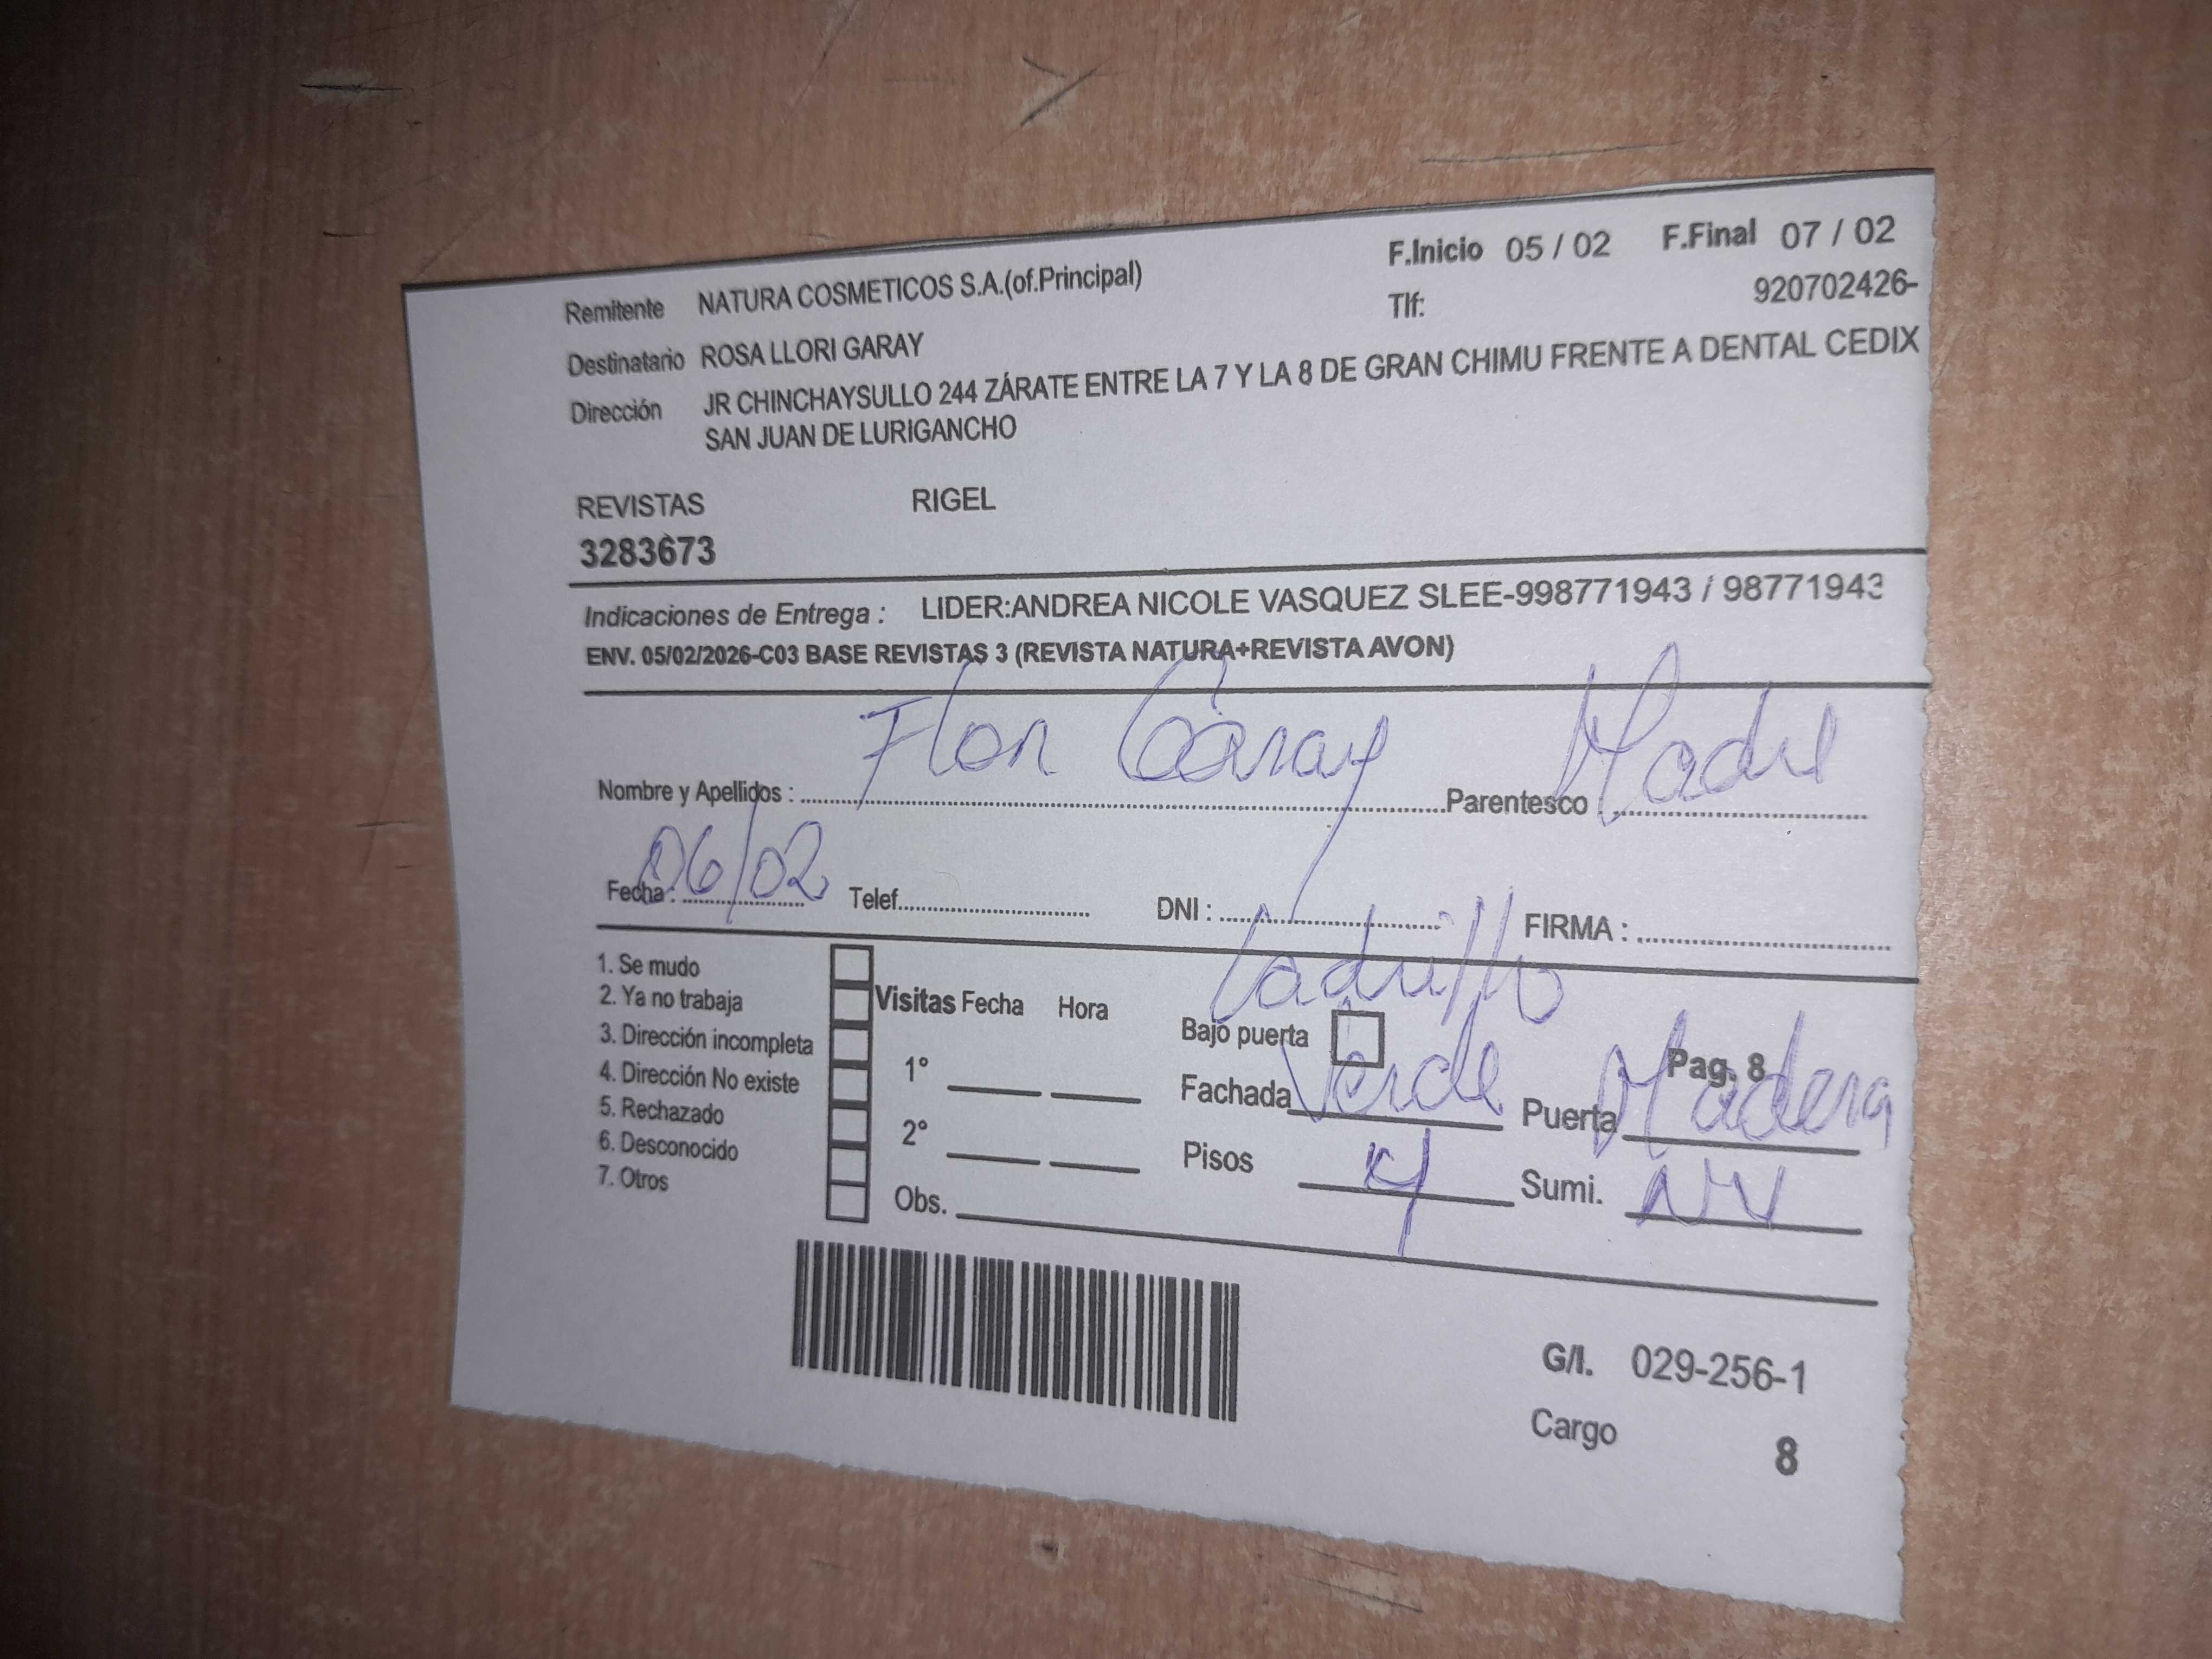 F.Inicio 05 / 02 F.Final 07 / 02
Remitente NATURA COSMETICOS S.A.(of.Principal) Tlf: 920702426-
Destinatario ROSA LLORI GARAY
Dirección JR CHINCHAYSULLO 244 ZÁRATE ENTRE LA 7 Y LA 8 DE GRAN CHIMU FRENTE A DENTAL CEDIX
SAN JUAN DE LURIGANCHO
REVISTAS RIGEL
3283673
Indicaciones de Entrega : LIDER:ANDREA NICOLE VASQUEZ SLEE-998771943 / 98771943
ENV. 05/02/2026-C03 BASE REVISTAS 3 (REVISTA NATURA+REVISTA AVON)
Nombre y Apellidos : Flor Garay Parentesco : Madre
Fecha : 06/02 Telef. DNI : FIRMA :
1. Se mudo
2. Ya no trabaja
3. Dirección incompleta
4. Dirección No existe
5. Rechazado
6. Desconocido
7. Otros
Visitas Fecha Hora
1°
2°
Obs.
Ladrillo
Bajo puerta Pag. 8
Fachada Verde Puerta Madera
Pisos 4 Sumi. NV
G/I. 029-256-1
Cargo 8